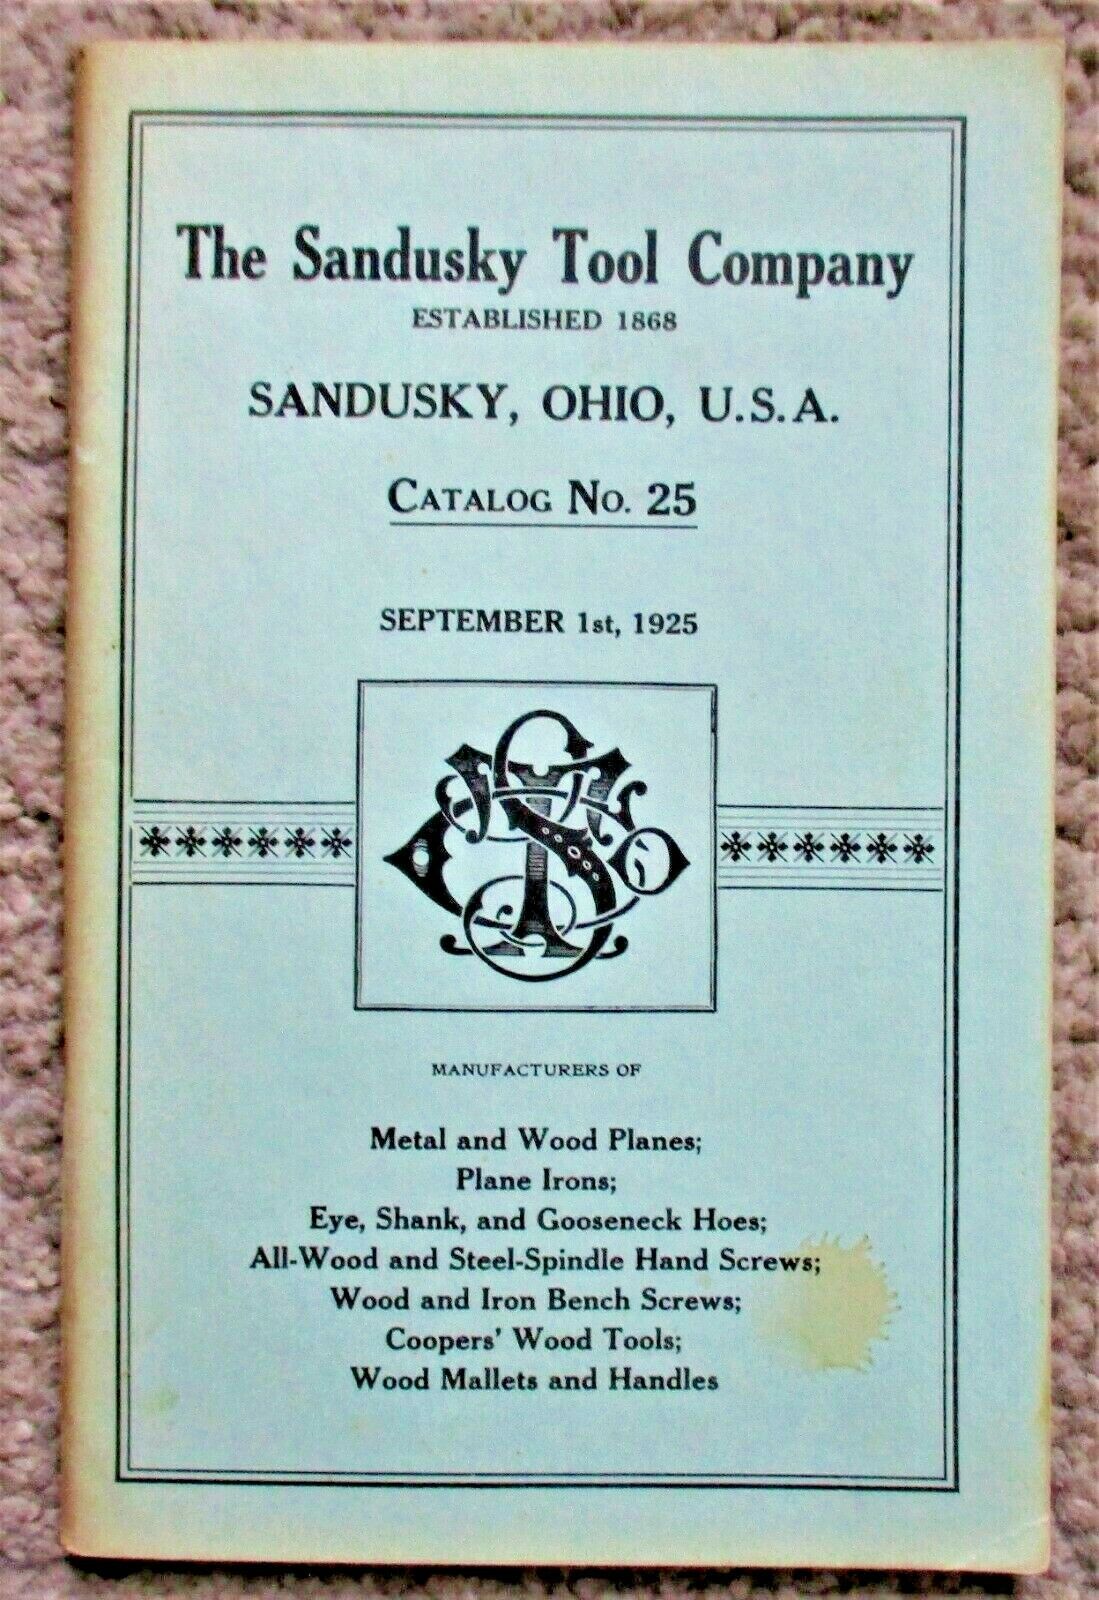 The Sandusky Tool Company
ESTABLISHED 1868
SANDUSKY, OHIO, U.S.A.
CATALOG NO. 25
SEPTEMBER 1st, 1925
MANUFACTURERS OF
Metal and Wood Planes;
Plane Irons;
Eye, Shank, and Gooseneck Hoes;
All-Wood and Steel-Spindle Hand Screws;
Wood and Iron Bench Screws;
Coopers' Wood Tools;
Wood Mallets and Handles